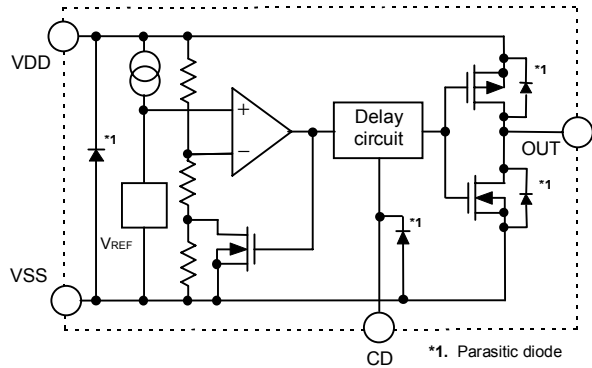 VDD
*1
*1
+
−
Delay
circuit
OUT
*1
VREF
*1
VSS
CD
*1. Parasitic diode